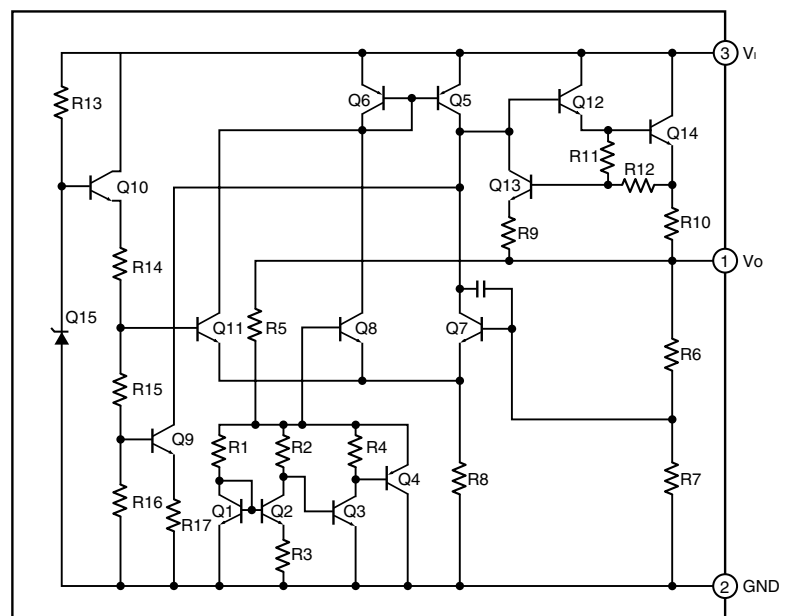 3 VI
R13
Q6 Q5
Q12
Q14
R11
R12
Q10
Q13
R10
R9
R14
1 Vo
Q15
Q11 R5 Q8 Q7
R6
R15
Q9
R1 R2 R4
Q4
R8
R7
R16
R17
Q1 Q2 Q3
R3
2 GND